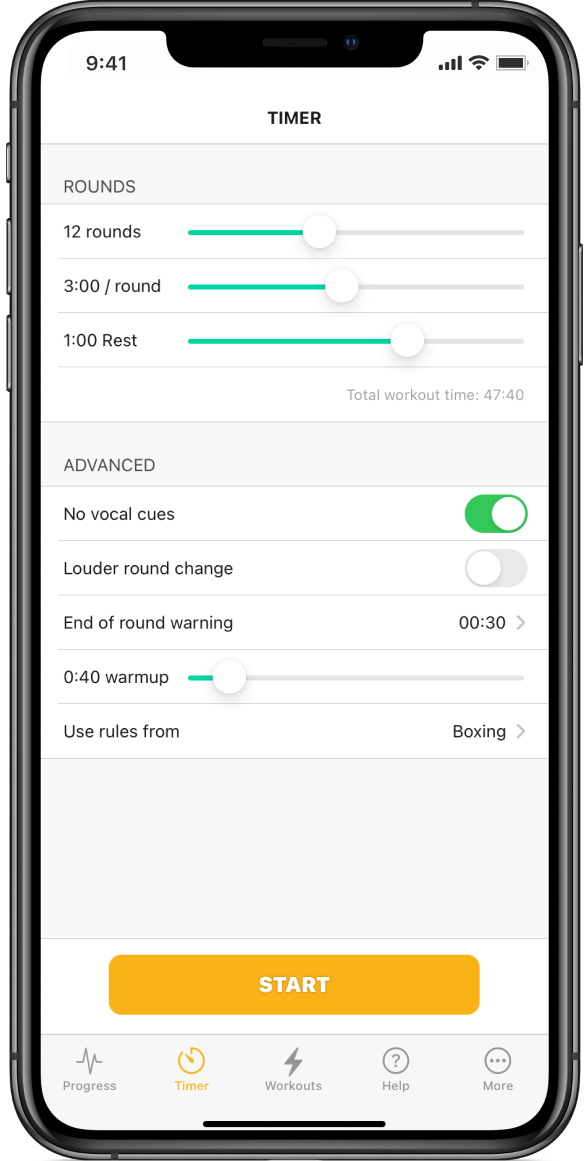 9:41
TIMER
ROUNDS
12 rounds
3:00 / round
1:00 Rest
Total workout time: 47:40
ADVANCED
No vocal cues
Louder round change
End of round warning 00:30
0:40 warmup
Use rules from Boxing
START
Progress Timer Workouts Help More